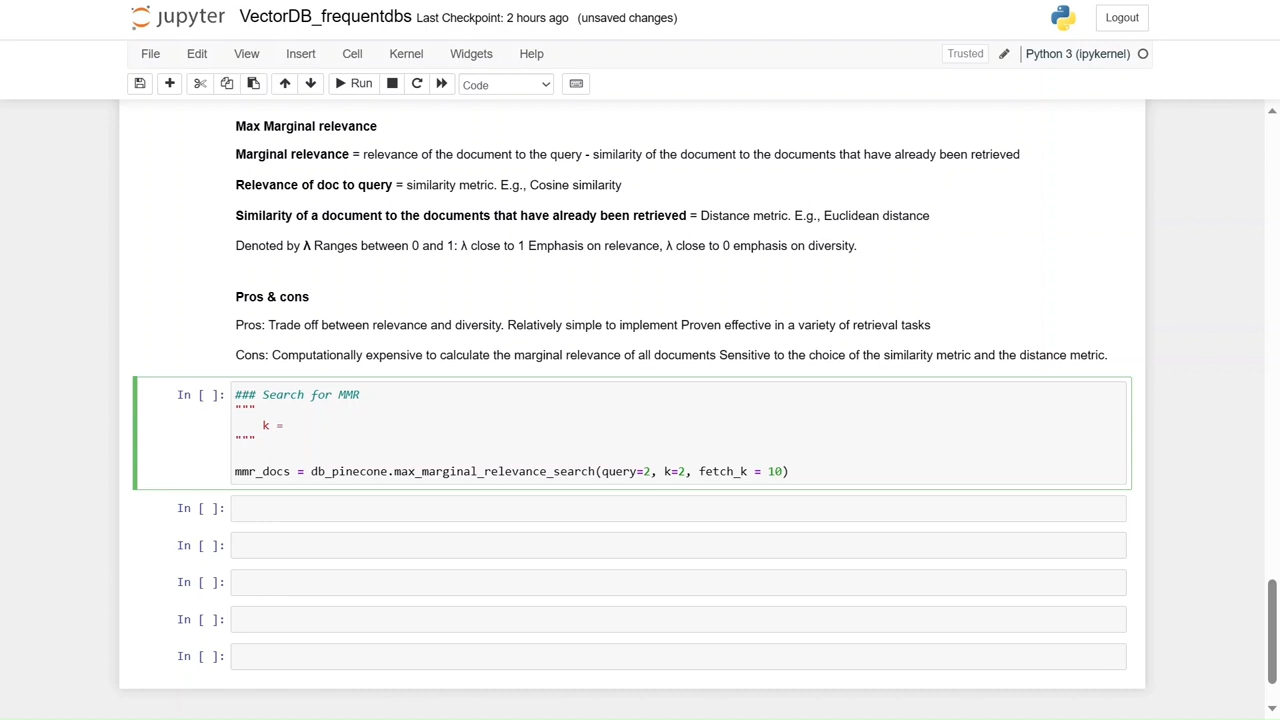 jupyter VectorDB_frequentdbs Last Checkpoint: 2 hours ago (unsaved changes) Logout
File Edit View Insert Cell Kernel Widgets Help Trusted Python 3 (ipykernel)
Run Code
Max Marginal relevance
Marginal relevance = relevance of the document to the query - similarity of the document to the documents that have already been retrieved
Relevance of doc to query = similarity metric. E.g., Cosine similarity
Similarity of a document to the documents that have already been retrieved = Distance metric. E.g., Euclidean distance
Denoted by λ Ranges between 0 and 1: λ close to 1 Emphasis on relevance, λ close to 0 emphasis on diversity.
Pros & cons
Pros: Trade off between relevance and diversity. Relatively simple to implement Proven effective in a variety of retrieval tasks
Cons: Computationally expensive to calculate the marginal relevance of all documents Sensitive to the choice of the similarity metric and the distance metric.
In [ ]: ### Search for MMR
"""
k =
"""
mmr_docs = db_pinecone.max_marginal_relevance_search(query=2, k=2, fetch_k = 10)
In [ ]:
In [ ]:
In [ ]:
In [ ]:
In [ ]: